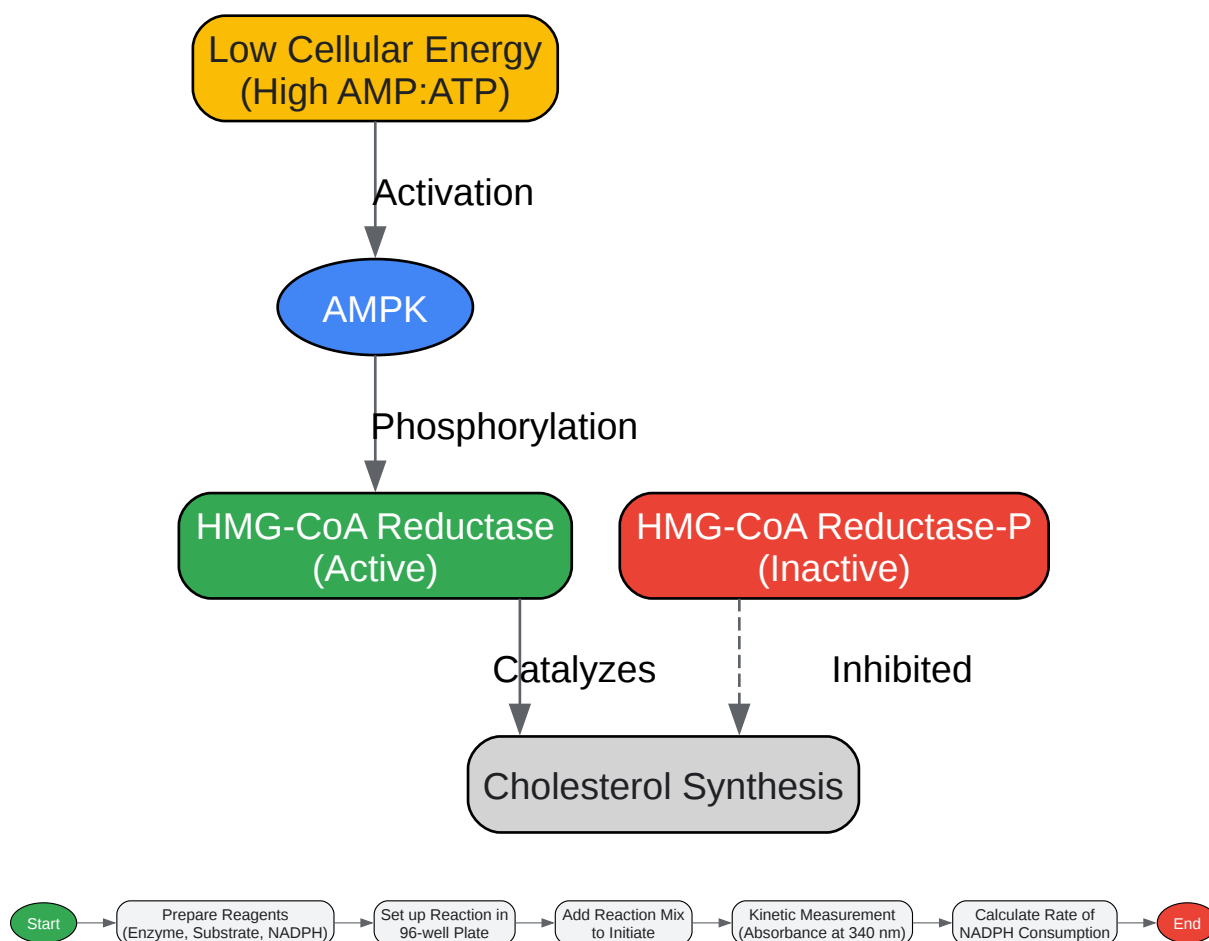 Low Cellular Energy
(High AMP:ATP)
Activation
AMPK
Phosphorylation
HMG-CoA Reductase
(Active)
HMG-CoA Reductase-P
(Inactive)
Catalyzes
Inhibited
Cholesterol Synthesis
Start
Prepare Reagents
(Enzyme, Substrate, NADPH)
Set up Reaction in
96-well Plate
Add Reaction Mix
to Initiate
Kinetic Measurement
(Absorbance at 340 nm)
Calculate Rate of
NADPH Consumption
End